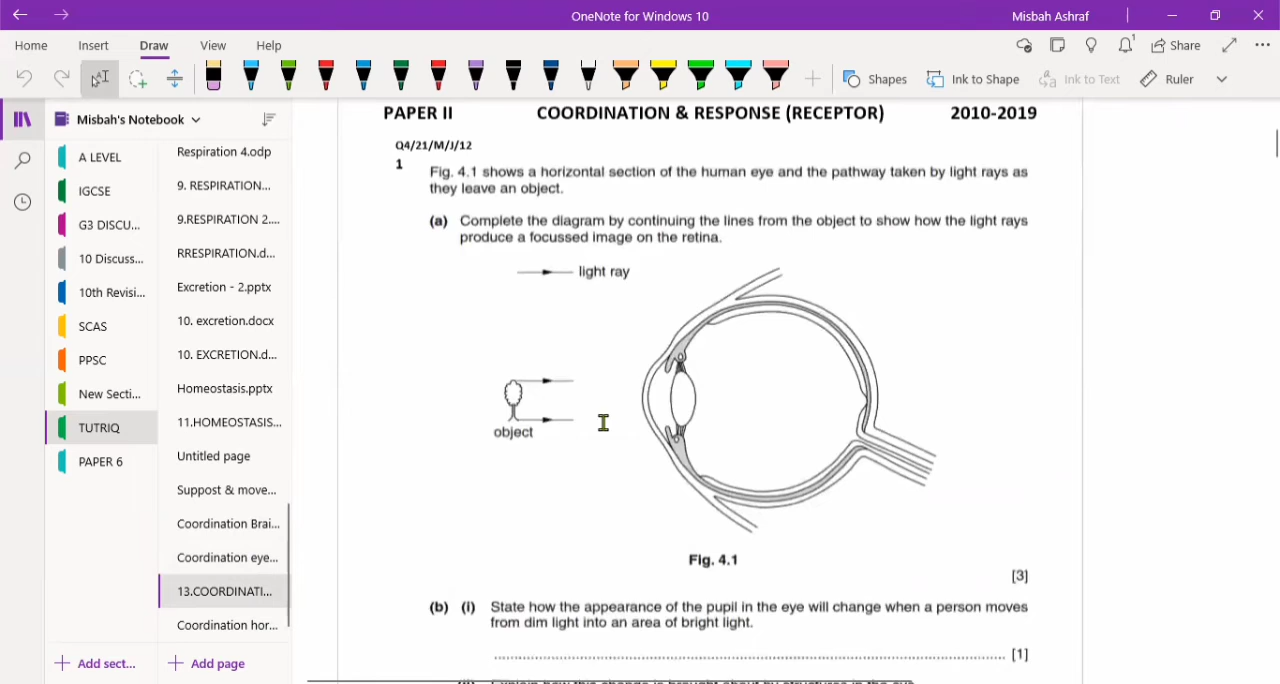 OneNote for Windows 10
Misbah Ashraf
Home Insert Draw View Help
1
Share
Shapes
Ink to Shape
Ink to Text
Ruler
Misbah's Notebook
A LEVEL
IGCSE
G3 DISCU...
10 Discuss...
10th Revisi...
SCAS
PPSC
New Secti...
TUTRIQ
PAPER 6
Add sect...
Respiration 4.odp
9. RESPIRATION...
9.RESPIRATION 2....
RRESPIRATION.d...
Excretion - 2.pptx
10. excretion.docx
10. EXCRETION.d...
Homeostasis.pptx
11.HOMEOSTASIS...
Untitled page
Suppost & move...
Coordination Brai...
Coordination eye...
13.COORDINATI...
Coordination hor...
Add page
PAPER II COORDINATION & RESPONSE (RECEPTOR) 2010-2019
Q4/21/M/J/12
1 Fig. 4.1 shows a horizontal section of the human eye and the pathway taken by light rays as
they leave an object.
(a) Complete the diagram by continuing the lines from the object to show how the light rays
produce a focussed image on the retina.
light ray
object
Fig. 4.1
[3]
(b) (i) State how the appearance of the pupil in the eye will change when a person moves
from dim light into an area of bright light.
[1]